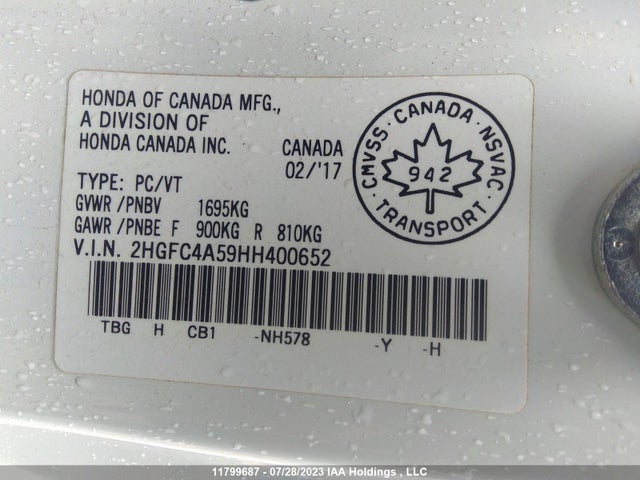 HONDA OF CANADA MFG.,
A DIVISION OF
HONDA CANADA INC. CANADA
02/'17
TYPE: PC/VT
GVWR /PNBV 1695KG
GAWR /PNBE F 900KG R 810KG
V.I.N. 2HGFC4A59HH400652
TBG H CB1 -NH578 -Y -H
CMVSS · CANADA · NSVAC
942
TRANSPORT
11799687 - 07/28/2023 IAA Holdings , LLC